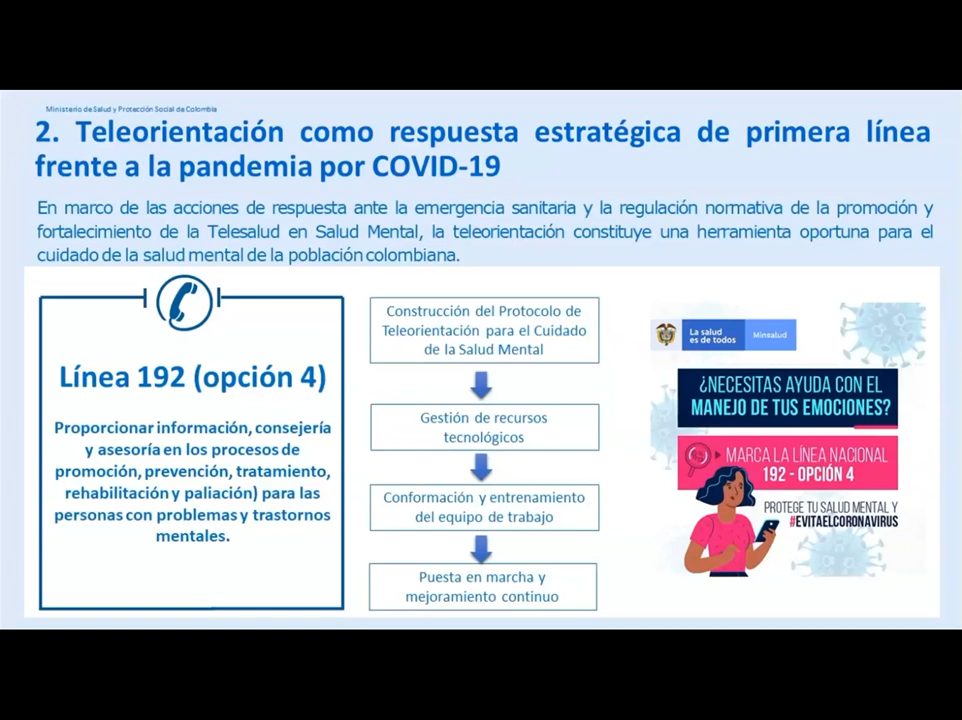 Ministerio de Salud y Protección Social de Colombia
2. Teleorientación como respuesta estratégica de primera línea
frente a la pandemia por COVID-19
En marco de las acciones de respuesta ante la emergencia sanitaria y la regulación normativa de la promoción y
fortalecimiento de la Telesalud en Salud Mental, la teleorientación constituye una herramienta oportuna para el
cuidado de la salud mental de la población colombiana.
Línea 192 (opción 4)
Proporcionar información, consejería
y asesoría en los procesos de
promoción, prevención, tratamiento,
rehabilitación y paliación) para las
personas con problemas y trastornos
mentales.
Construcción del Protocolo de
Teleorientación para el Cuidado
de la Salud Mental
Gestión de recursos
tecnológicos
Conformación y entrenamiento
del equipo de trabajo
Puesta en marcha y
mejoramiento continuo
La salud
es de todos
Minsalud
¿NECESITAS AYUDA CON EL
MANEJO DE TUS EMOCIONES?
MARCA LA LÍNEA NACIONAL
192 - OPCIÓN 4
PROTEGE TU SALUD MENTAL Y
#EVITAELCORONAVIRUS